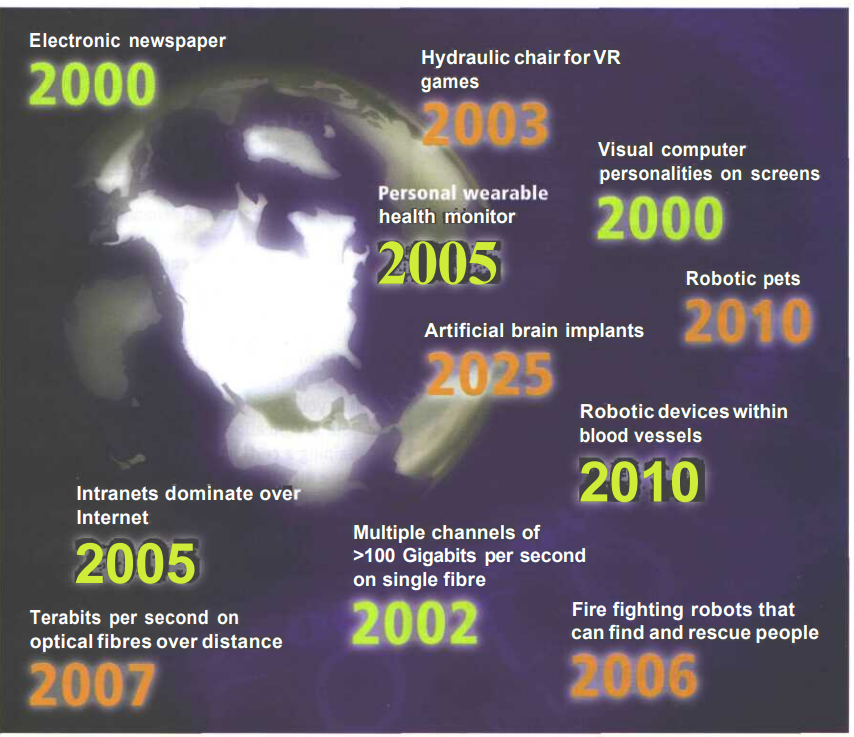 Electronic newspaper
2000
Hydraulic chair for VR
games
2003
Visual computer
personalities on screens
2000
Personal wearable
health monitor
2005
Robotic pets
2010
Artificial brain implants
2025
Robotic devices within
blood vessels
2010
Intranets dominate over
Internet
2005
Multiple channels of
>100 Gigabits per second
on single fibre
2002
Terabits per second on
optical fibres over distance
2007
Fire fighting robots that
can find and rescue people
2006